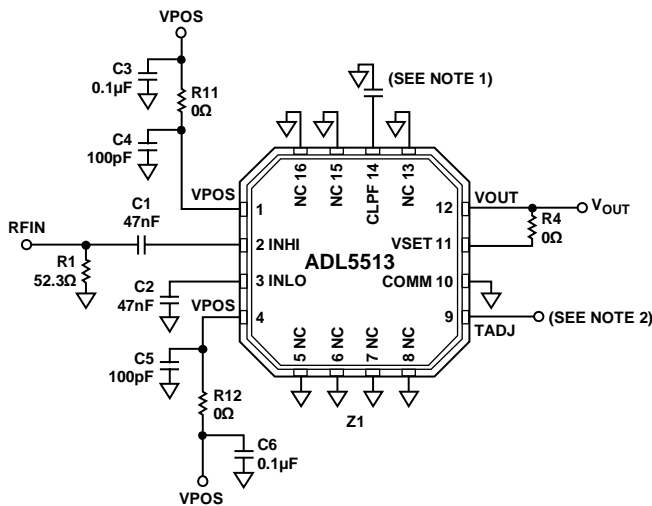 VPOS
C3
0.1µF
R11
0Ω
C4
100pF
(SEE NOTE 1)
NC 16
NC 15
CLPF 14
NC 13
VPOS
1
C1
47nF
RFIN
R1
52.3Ω
2 INHI
3 INLO
C2
47nF
VPOS
4
ADL5513
12
VOUT
VOUT
R4
0Ω
VSET 11
COMM 10
9
TADJ
(SEE NOTE 2)
5 NC
6 NC
7 NC
8 NC
C5
100pF
R12
0Ω
C6
0.1µF
VPOS
Z1